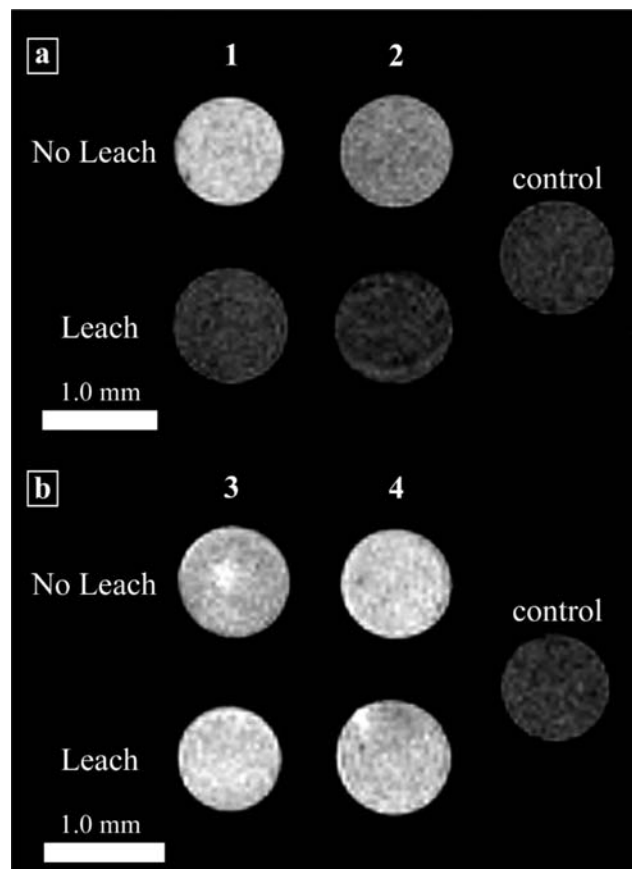 a
1 2
No Leach
control
Leach
1.0 mm
b
3 4
No Leach
control
Leach
1.0 mm